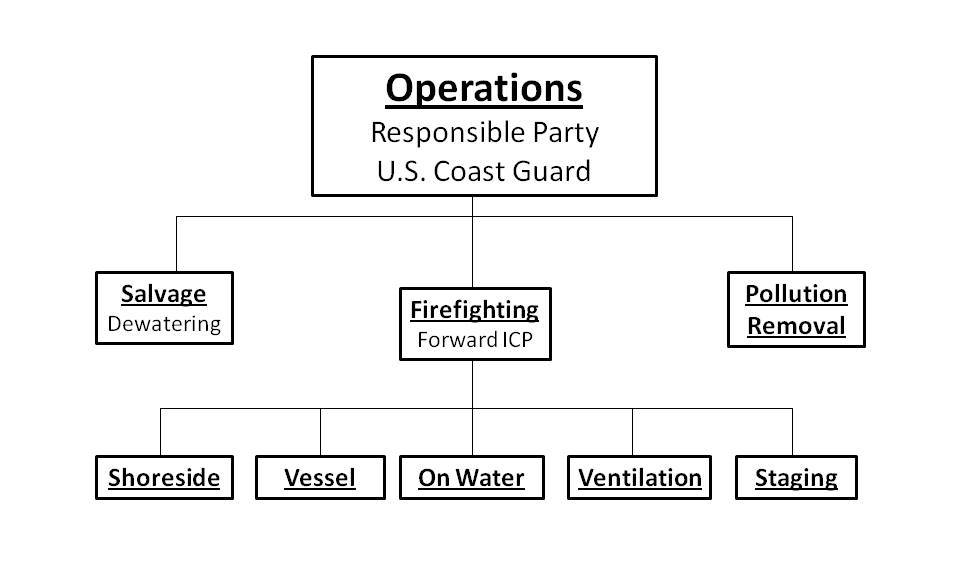 Operations
Responsible Party
U.S. Coast Guard
Salvage
Dewatering
Firefighting
Forward ICP
Pollution
Removal
Shoreside
Vessel
On Water
Ventilation
Staging